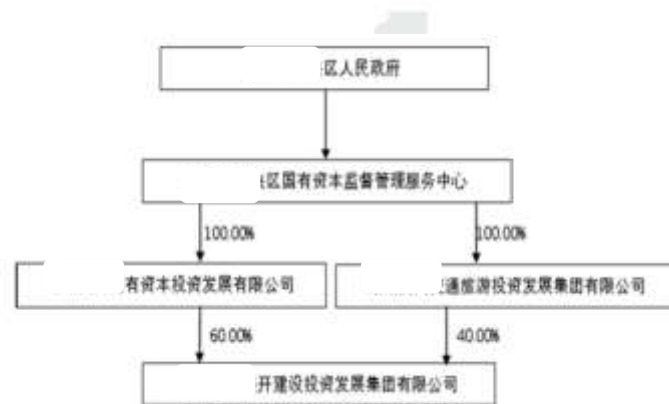 区人民政府
区国有资本监督管理服务中心
100.00% 100.00%
有资本投资发展有限公司 通旅游投资发展集团有限公司
60.00% 40.00%
开建设投资发展集团有限公司